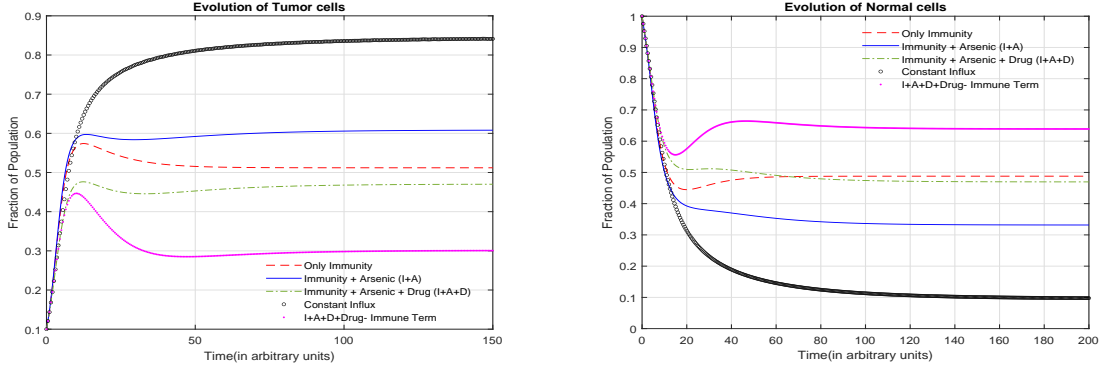 Evolution of Tumor cells
0.9
0.8
0.7
0.6
0.5
0.4
0.3
0.2
0.1
Fraction of Population
Only Immunity
Immunity + Arsenic (I+A)
Immunity + Arsenic + Drug (I+A+D)
Constant Influx
I+A+D+Drug- Immune Term
0
50
100
150
Time(in arbitrary units)
Evolution of Normal cells
1
0.9
0.8
0.7
0.6
0.5
0.4
0.3
0.2
0.1
0
Fraction of Population
Only Immunity
Immunity + Arsenic (I+A)
Immunity + Arsenic + Drug (I+A+D)
Constant Influx
I+A+D+Drug- Immune Term
0
20
40
60
80
100
120
140
160
180
200
Time(in arbitrary units)